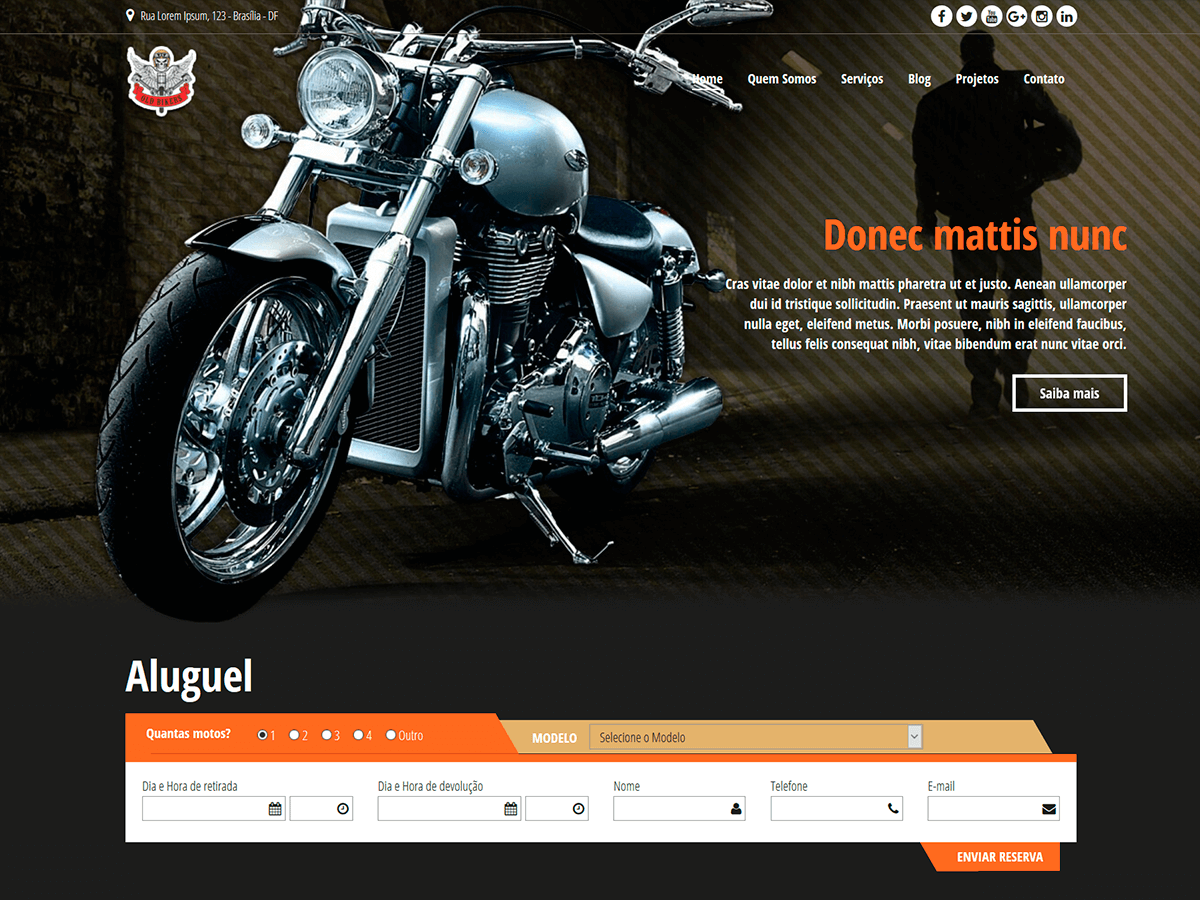 Rua Lorem Ipsum, 123 - Brasília - DF
OLD BIKERS
Home Quem Somos Serviços Blog Projetos Contato
Donec mattis nunc
Cras vitae dolor et nibh mattis pharetra ut et justo. Aenean ullamcorper
dui id tristique sollicitudin. Praesent ut mauris sagittis, ullamcorper
nulla eget, eleifend metus. Morbi posuere, nibh in eleifend faucibus,
tellus felis consequat nibh, vitae bibendum erat nunc vitae orci.
Saiba mais
Aluguel
Quantas motos? 1 2 3 4 Outro
MODELO Selecione o Modelo
Dia e Hora de retirada Dia e Hora de devolução Nome Telefone E-mail
ENVIAR RESERVA